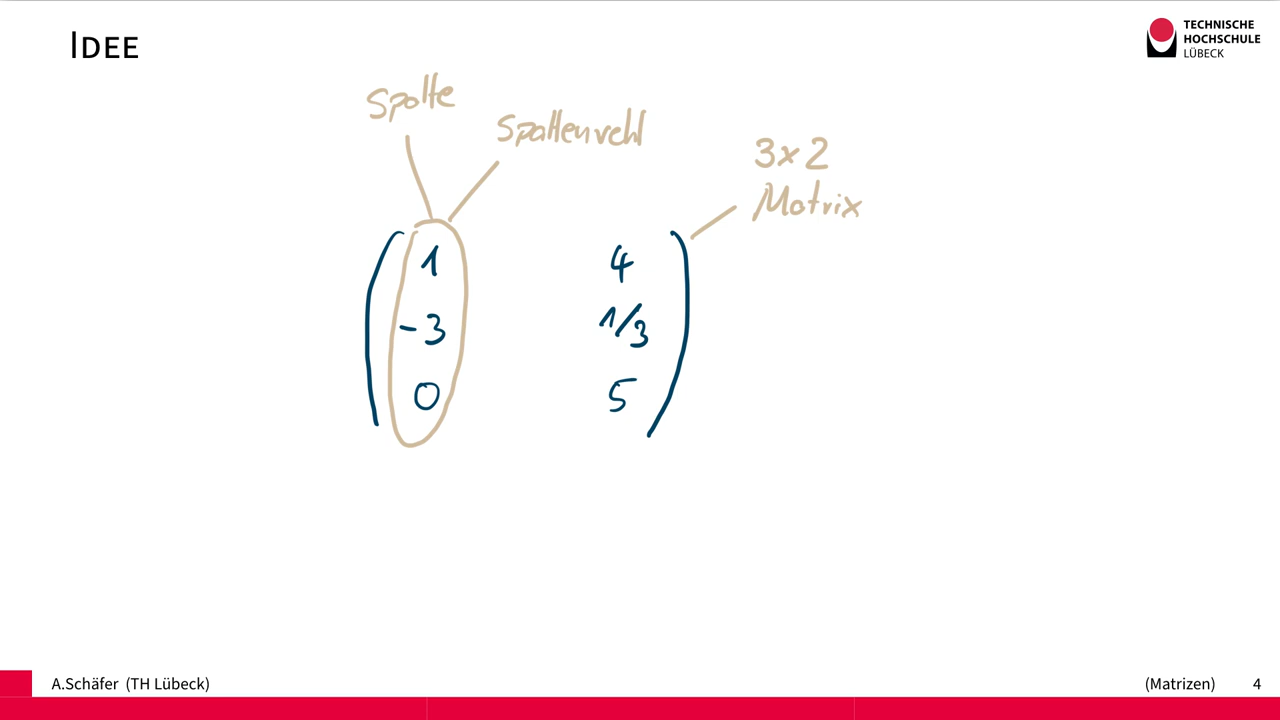 IDEE
TECHNISCHE
HOCHSCHULE
LÜBECK
Spalte
Spaltenvekt
3x2
Matrix
1 4
-3 1/3
0 5
A.Schäfer (TH Lübeck) (Matrizen) 4